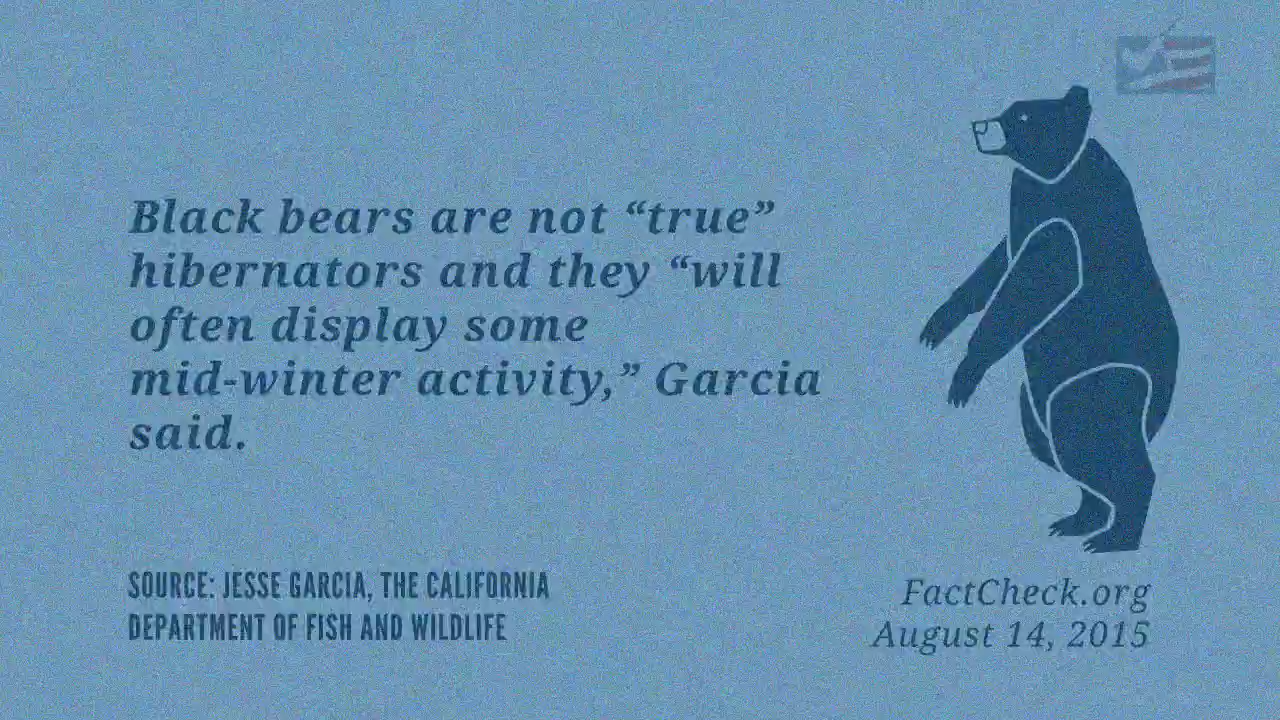 Black bears are not “true”
hibernators and they “will
often display some
mid-winter activity,” Garcia
said.
SOURCE: JESSE GARCIA, THE CALIFORNIA
DEPARTMENT OF FISH AND WILDLIFE
FactCheck.org
August 14, 2015